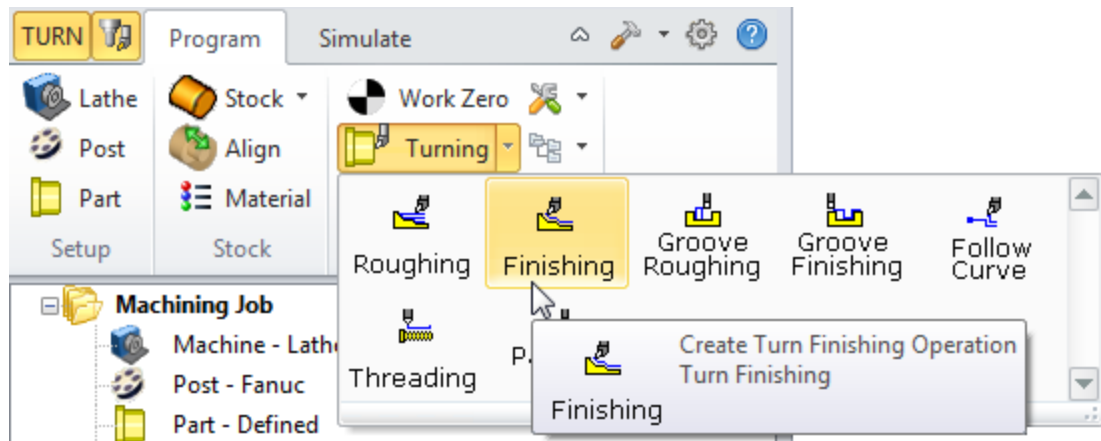 TURN Program Simulate
Lathe Stock Work Zero
Post Align Turning
Part Material
Setup Stock
Roughing Finishing Groove Roughing Groove Finishing Follow Curve
Machining Job
Machine - Lath
Post - Fanuc
Part - Defined
Threading P
Create Turn Finishing Operation
Turn Finishing
Finishing